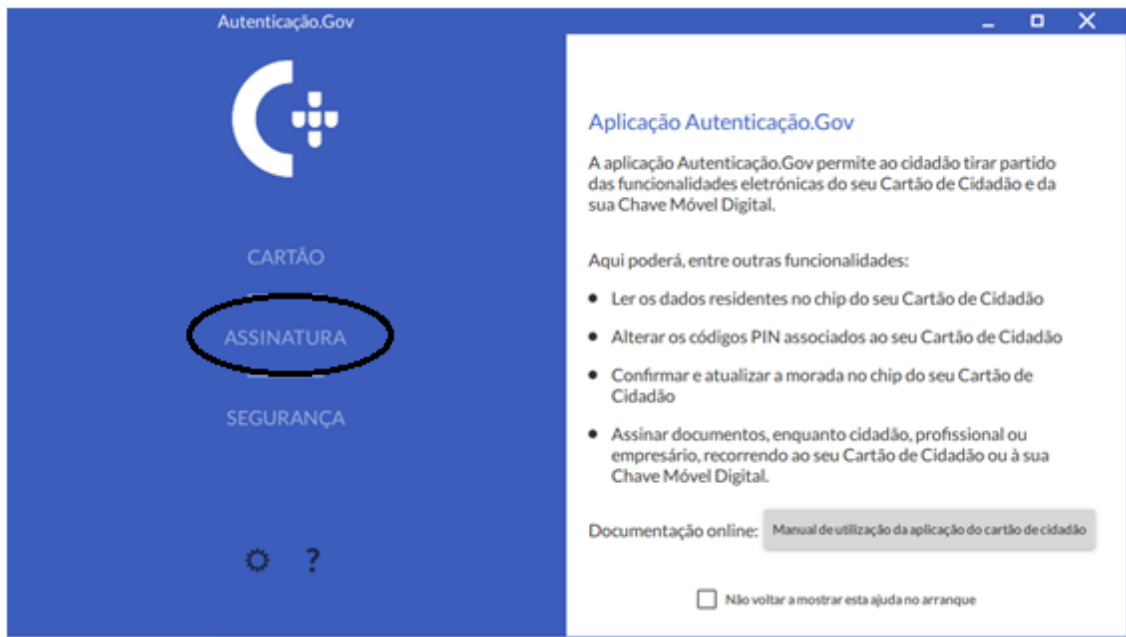 Autenticação.Gov
CARTÃO
ASSINATURA
SEGURANÇA
?
Aplicação Autenticação.Gov
A aplicação Autenticação.Gov permite ao cidadão tirar partido
das funcionalidades eletrónicas do seu Cartão de Cidadão e da
sua Chave Móvel Digital.
Aqui poderá, entre outras funcionalidades:
• Ler os dados residentes no chip do seu Cartão de Cidadão
• Alterar os códigos PIN associados ao seu Cartão de Cidadão
• Confirmar e atualizar a morada no chip do seu Cartão de
Cidadão
• Assinar documentos, enquanto cidadão, profissional ou
empresário, recorrendo ao seu Cartão de Cidadão ou à sua
Chave Móvel Digital.
Documentação online: Manual de utilização da aplicação do cartão de cidadão
Não voltar a mostrar esta ajuda no arranque